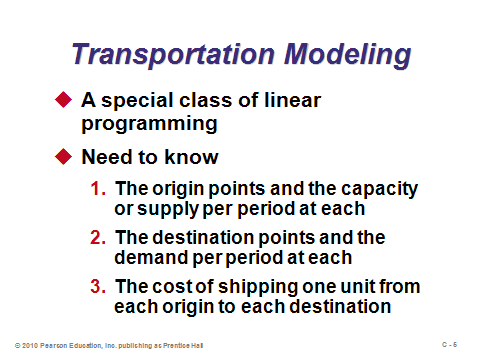 Transportation Modeling
A special class of linear
programming
Need to know
1. The origin points and the capacity
or supply per period at each
2. The destination points and the
demand per period at each
3. The cost of shipping one unit from
each origin to each destination
© 2010 Pearson Education, Inc. publishing as Prentice Hall
C - 5